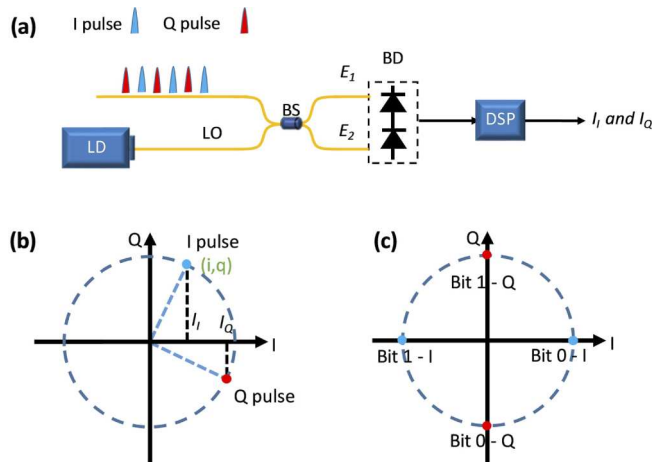 (a)
I pulse
Q pulse
LD
LO
BS
E1
E2
BD
DSP
II and IQ
(b)
Q
I pulse
(i,q)
II
IQ
I
Q pulse
(c)
Q
Bit 1 - Q
Bit 1 - I
Bit 0 - I
I
Bit 0 - Q